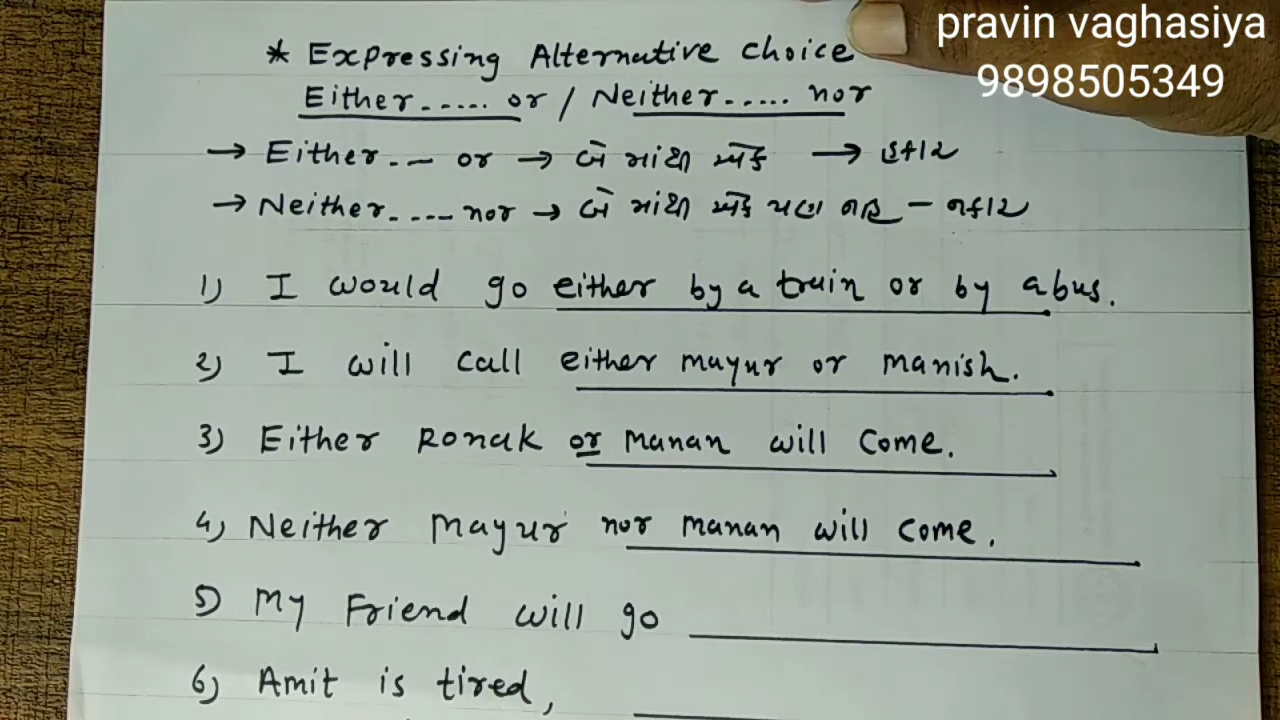 pravin vaghasiya
9898505349
* Expressing Alternative Choice
Either..... or / Neither..... nor
→ Either... or → બે માંથી એક → હકાર
→ Neither.... nor → બે માંથી એક પણ નહિ - નકાર
1) I would go either by a train or by a bus.
2) I will call either mayur or manish.
3) Either Ronak or manan will come.
4) Neither mayur nor manan will come.
5) My Friend will go
6) Amit is tired,